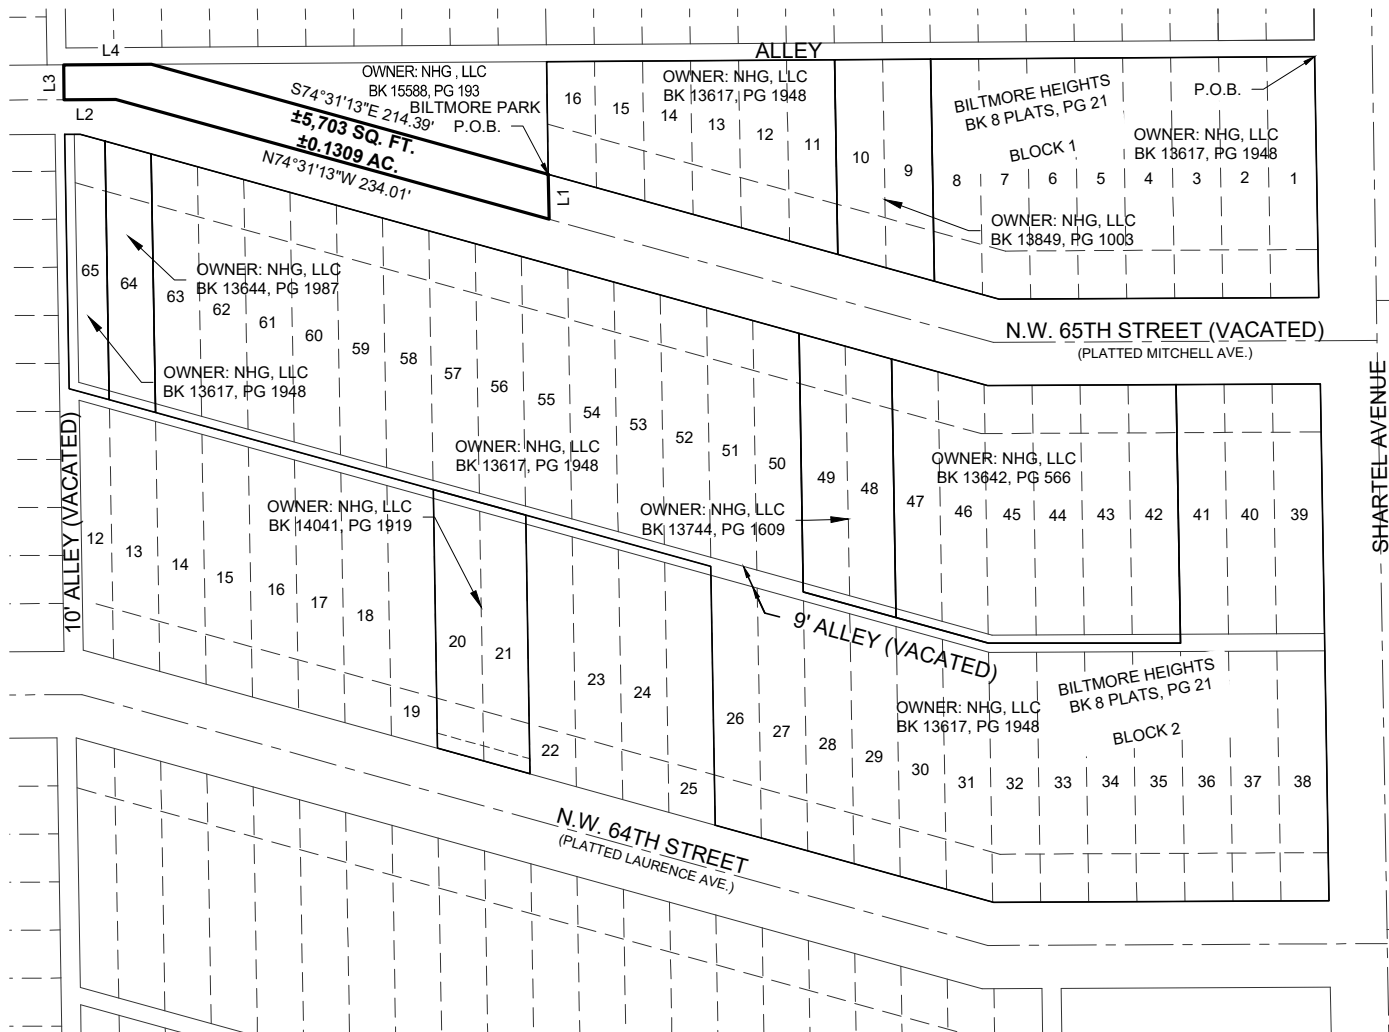 L4
ALLEY
L3
L2
OWNER: NHG , LLC
BK 15588, PG 193
BILTMORE PARK
P.O.B.
S74°31'13"E 214.39'
±5,703 SQ. FT.
±0.1309 AC.
N74°31'13"W 234.01'
L1
OWNER: NHG, LLC
BK 13617, PG 1948
16
15
14
13
12
11
10
9
BILTMORE HEIGHTS
BK 8 PLATS, PG 21
BLOCK 1
P.O.B.
OWNER: NHG, LLC
BK 13617, PG 1948
8
7
6
5
4
3
2
1
OWNER: NHG, LLC
BK 13849, PG 1003
N.W. 65TH STREET (VACATED)
(PLATTED MITCHELL AVE.)
SHARTEL AVENUE
65
64
63
62
61
60
59
58
57
56
55
54
53
52
51
50
49
48
47
46
45
44
43
42
41
40
39
OWNER: NHG, LLC
BK 13644, PG 1987
OWNER: NHG, LLC
BK 13617, PG 1948
OWNER: NHG, LLC
BK 13617, PG 1948
OWNER: NHG, LLC
BK 13642, PG 566
OWNER: NHG, LLC
BK 14041, PG 1919
OWNER: NHG, LLC
BK 13744, PG 1609
10' ALLEY (VACATED)
9' ALLEY (VACATED)
12
13
14
15
16
17
18
19
20
21
22
23
24
25
26
27
28
29
30
31
32
33
34
35
36
37
38
OWNER: NHG, LLC
BK 13617, PG 1948
BILTMORE HEIGHTS
BK 8 PLATS, PG 21
BLOCK 2
N.W. 64TH STREET
(PLATTED LAURENCE AVE.)